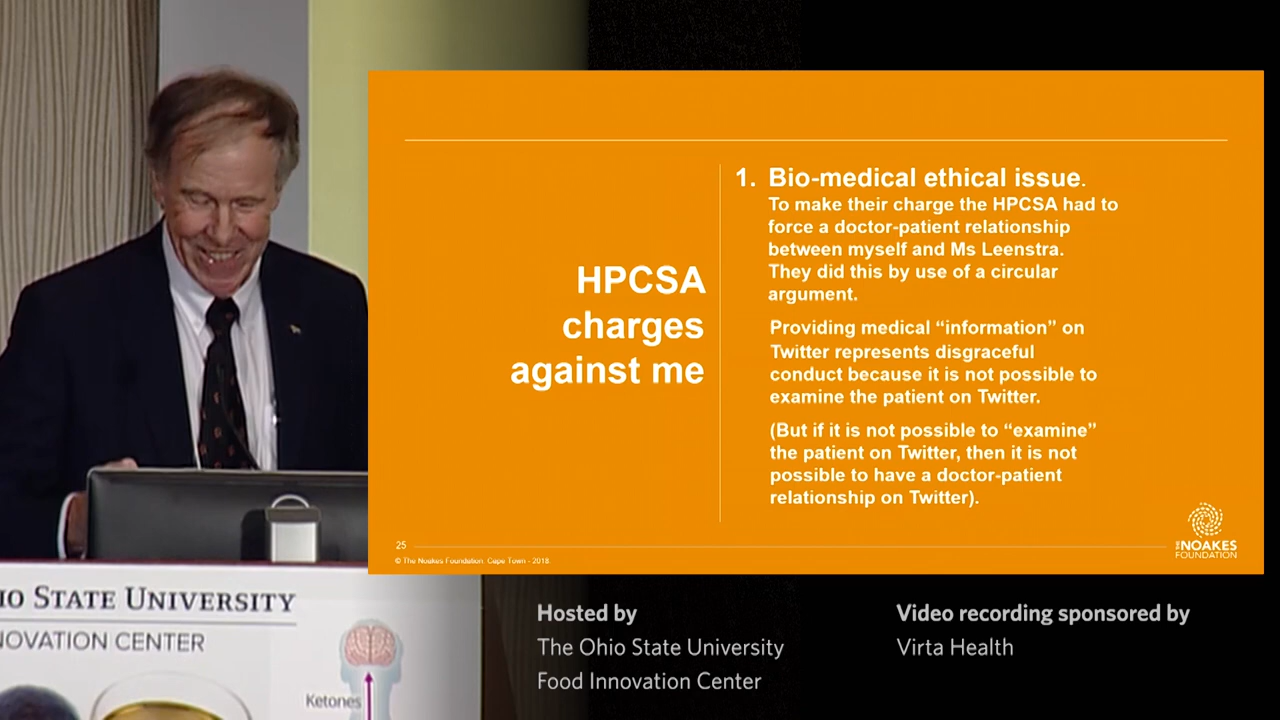 HPCSA
charges
against me
1. Bio-medical ethical issue.
To make their charge the HPCSA had to
force a doctor-patient relationship
between myself and Ms Leenstra.
They did this by use of a circular
argument.
Providing medical “information” on
Twitter represents disgraceful
conduct because it is not possible to
examine the patient on Twitter.
(But if it is not possible to “examine”
the patient on Twitter, then it is not
possible to have a doctor-patient
relationship on Twitter).
25
© The Noakes Foundation. Cape Town - 2018.
THE NOAKES
FOUNDATION
IO STATE UNIVERSITY
NOVATION CENTER
Ketones
Hosted by
The Ohio State University
Food Innovation Center
Video recording sponsored by
Virta Health